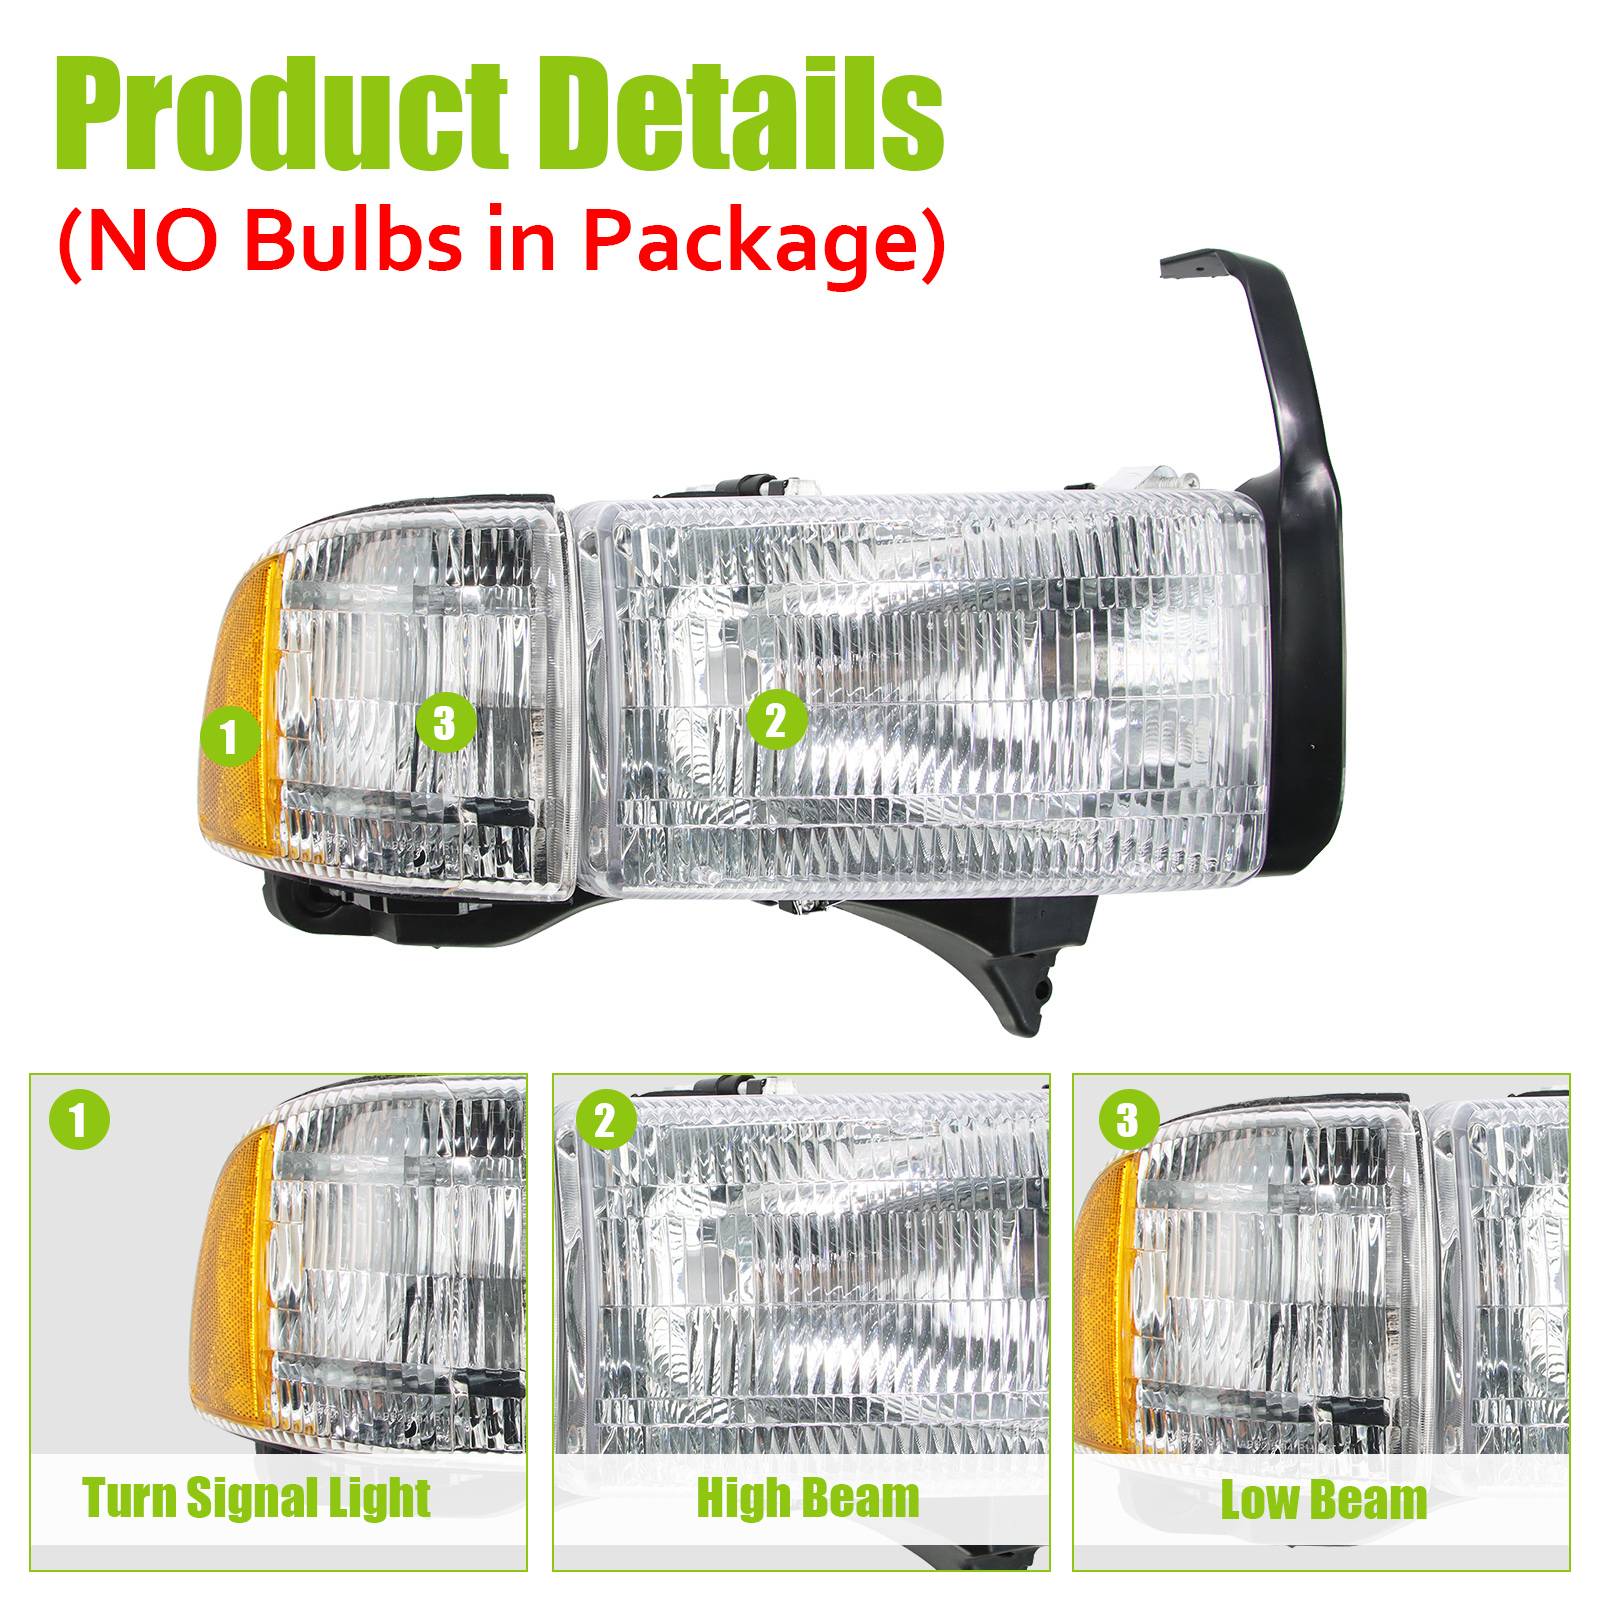 Product Details
(NO Bulbs in Package)
1
3
2
1
2
3
Turn Signal Light
High Beam
Low Beam